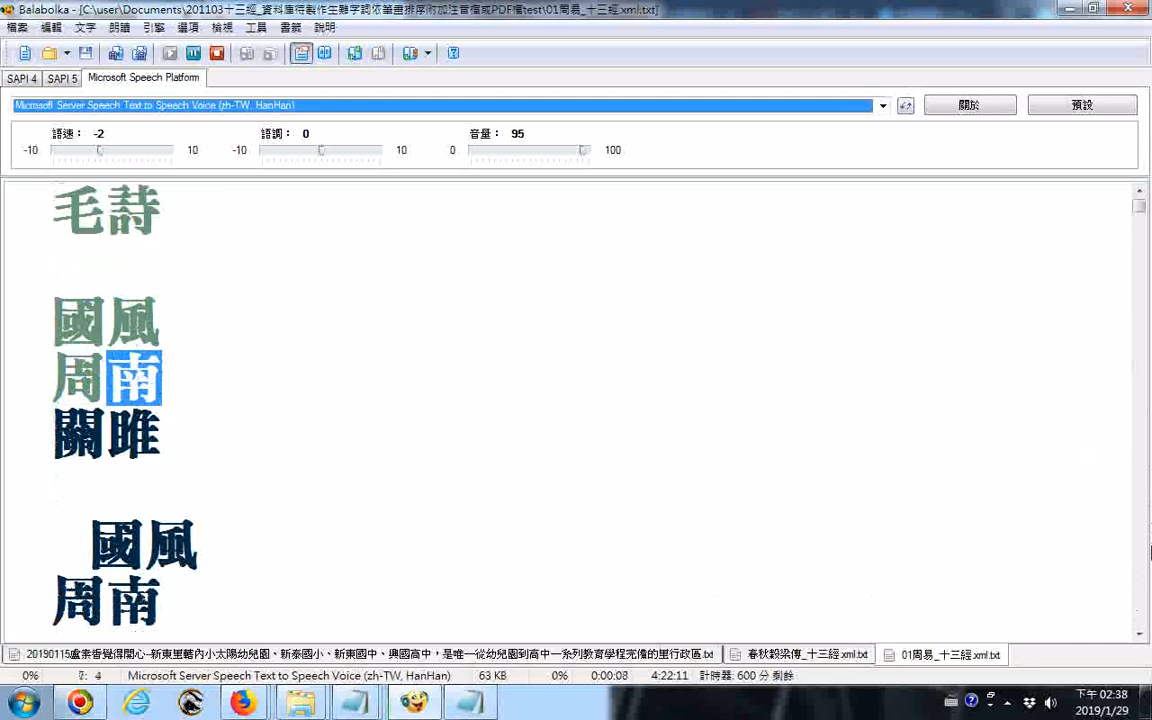 Balabolka - [C:\user\Documents\201103十三經_資料庫待製作生難字詞依筆畫排序附加注音檔或PDF檔test\01周易_十三經.xml.txt]
檔案 編輯 文字 朗讀 引擎 選項 檢視 工具 書籤 說明
SAPI 4 SAPI 5 Microsoft Speech Platform
Microsoft Server Speech Text to Speech Voice (zh-TW, HanHan) 關於 預設
語速： -2 語調： 0 音量： 95
-10 10 -10 10 0 100
毛詩
國風
周南
關雎
國風
周南
20190115盧素香覺得開心-新東里轄內小太陽幼兒園、新泰國小、新東國中、興國高中，是唯一從幼兒園到高中一系列教育學程完備的里行政區.txt 春秋穀梁傳_十三經.xml.txt 01周易_十三經.xml.txt
0% 4 Microsoft Server Speech Text to Speech Voice (zh-TW, HanHan) 63 KB 0% 0:00:08 4:22:11 計時器: 600 分 剩餘
下午 02:38
2019/1/29